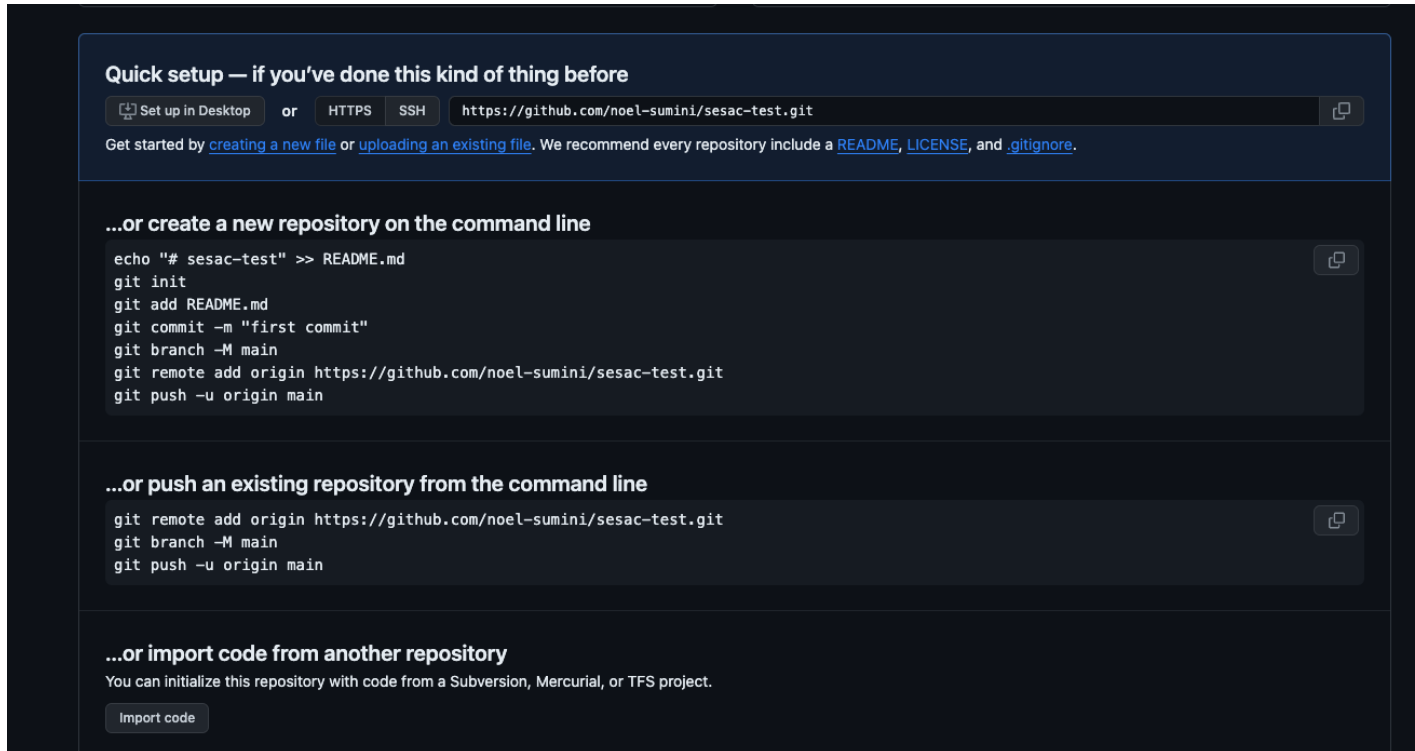 Quick setup — if you've done this kind of thing before
Set up in Desktop or HTTPS SSH https://github.com/noel-sumini/sesac-test.git
Get started by creating a new file or uploading an existing file. We recommend every repository include a README, LICENSE, and .gitignore.
...or create a new repository on the command line
echo "# sesac-test" >> README.md
git init
git add README.md
git commit -m "first commit"
git branch -M main
git remote add origin https://github.com/noel-sumini/sesac-test.git
git push -u origin main
...or push an existing repository from the command line
git remote add origin https://github.com/noel-sumini/sesac-test.git
git branch -M main
git push -u origin main
...or import code from another repository
You can initialize this repository with code from a Subversion, Mercurial, or TFS project.
Import code